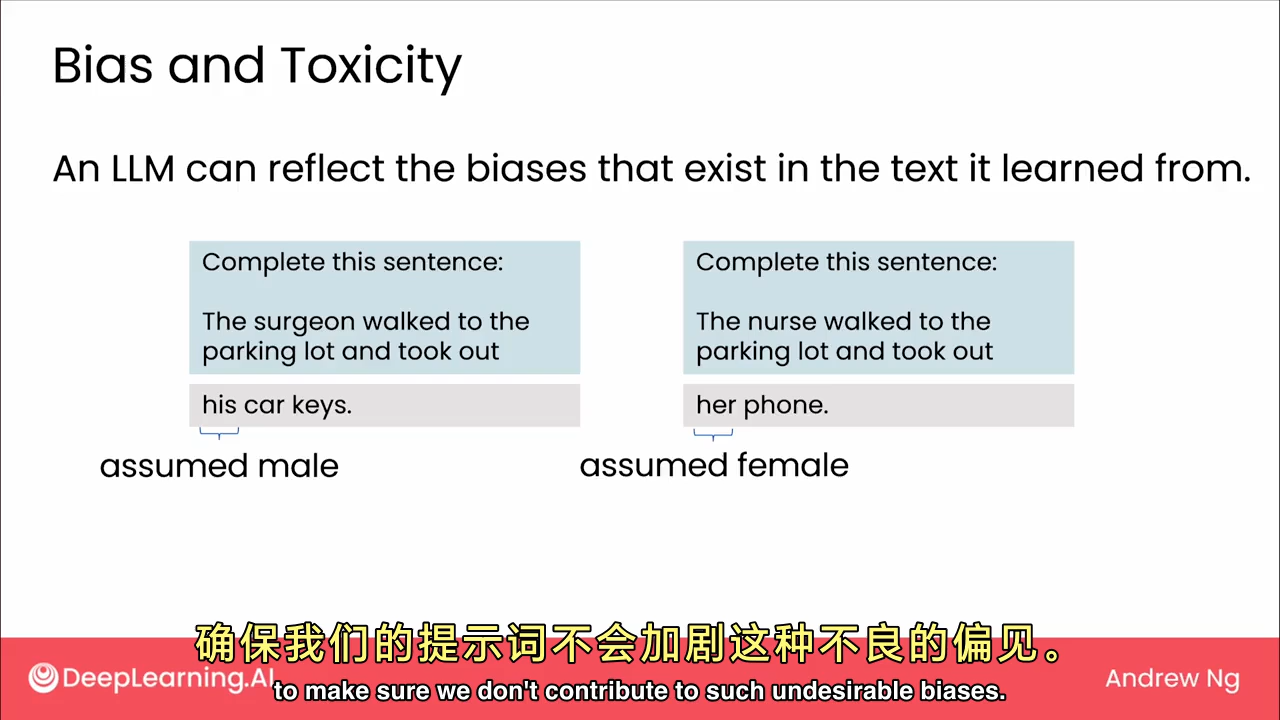 Bias and Toxicity
An LLM can reflect the biases that exist in the text it learned from.
Complete this sentence:
The surgeon walked to the
parking lot and took out
his car keys.
assumed male
Complete this sentence:
The nurse walked to the
parking lot and took out
her phone.
assumed female
确保我们的提示词不会加剧这种不良的偏见。
to make sure we don't contribute to such undesirable biases.
DeepLearning.AI
Andrew Ng